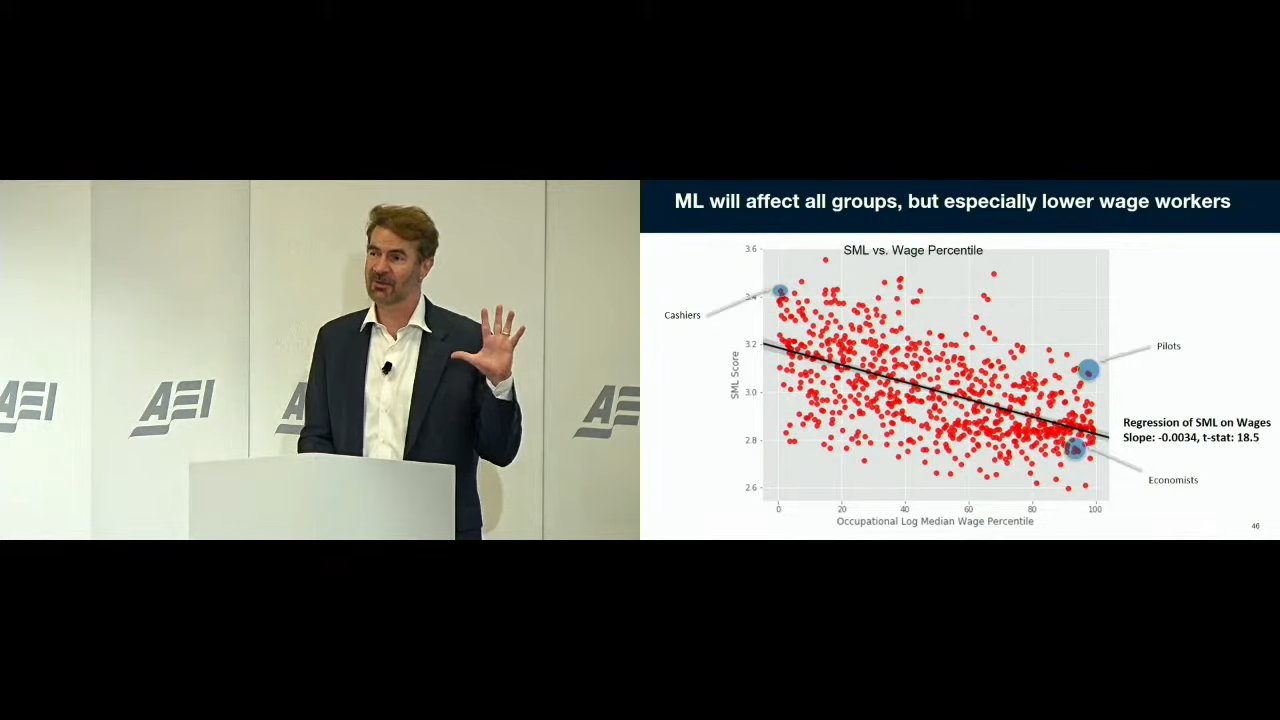 AEI
AEI
AEI
AEI
ML will affect all groups, but especially lower wage workers
SML vs. Wage Percentile
3.6
3.4
3.2
3.0
2.8
2.6
SML Score
0 20 40 60 80 100
Occupational Log Median Wage Percentile
Cashiers
Pilots
Regression of SML on Wages
Slope: -0.0034, t-stat: 18.5
Economists
46